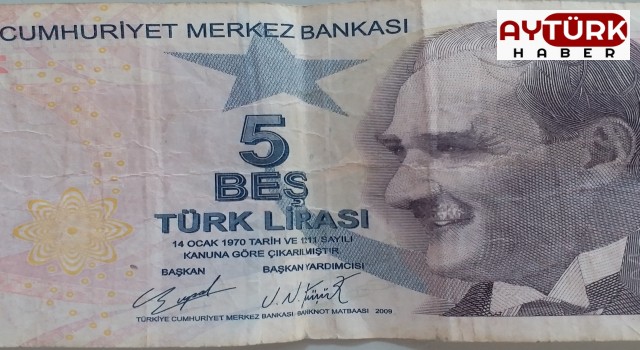 CUMHURİYET MERKEZ BANKASI
AYTÜRK
HABER
5
BEŞ
TÜRK LİRASI
14 OCAK 1970 TARİH VE 1211 SAYILI
KANUNA GÖRE ÇIKARILMIŞTIR.
BAŞKAN BAŞKAN YARDIMCISI
TÜRKİYE CUMHURİYET MERKEZ BANKASI-BANKNOT MATBAASI 2009